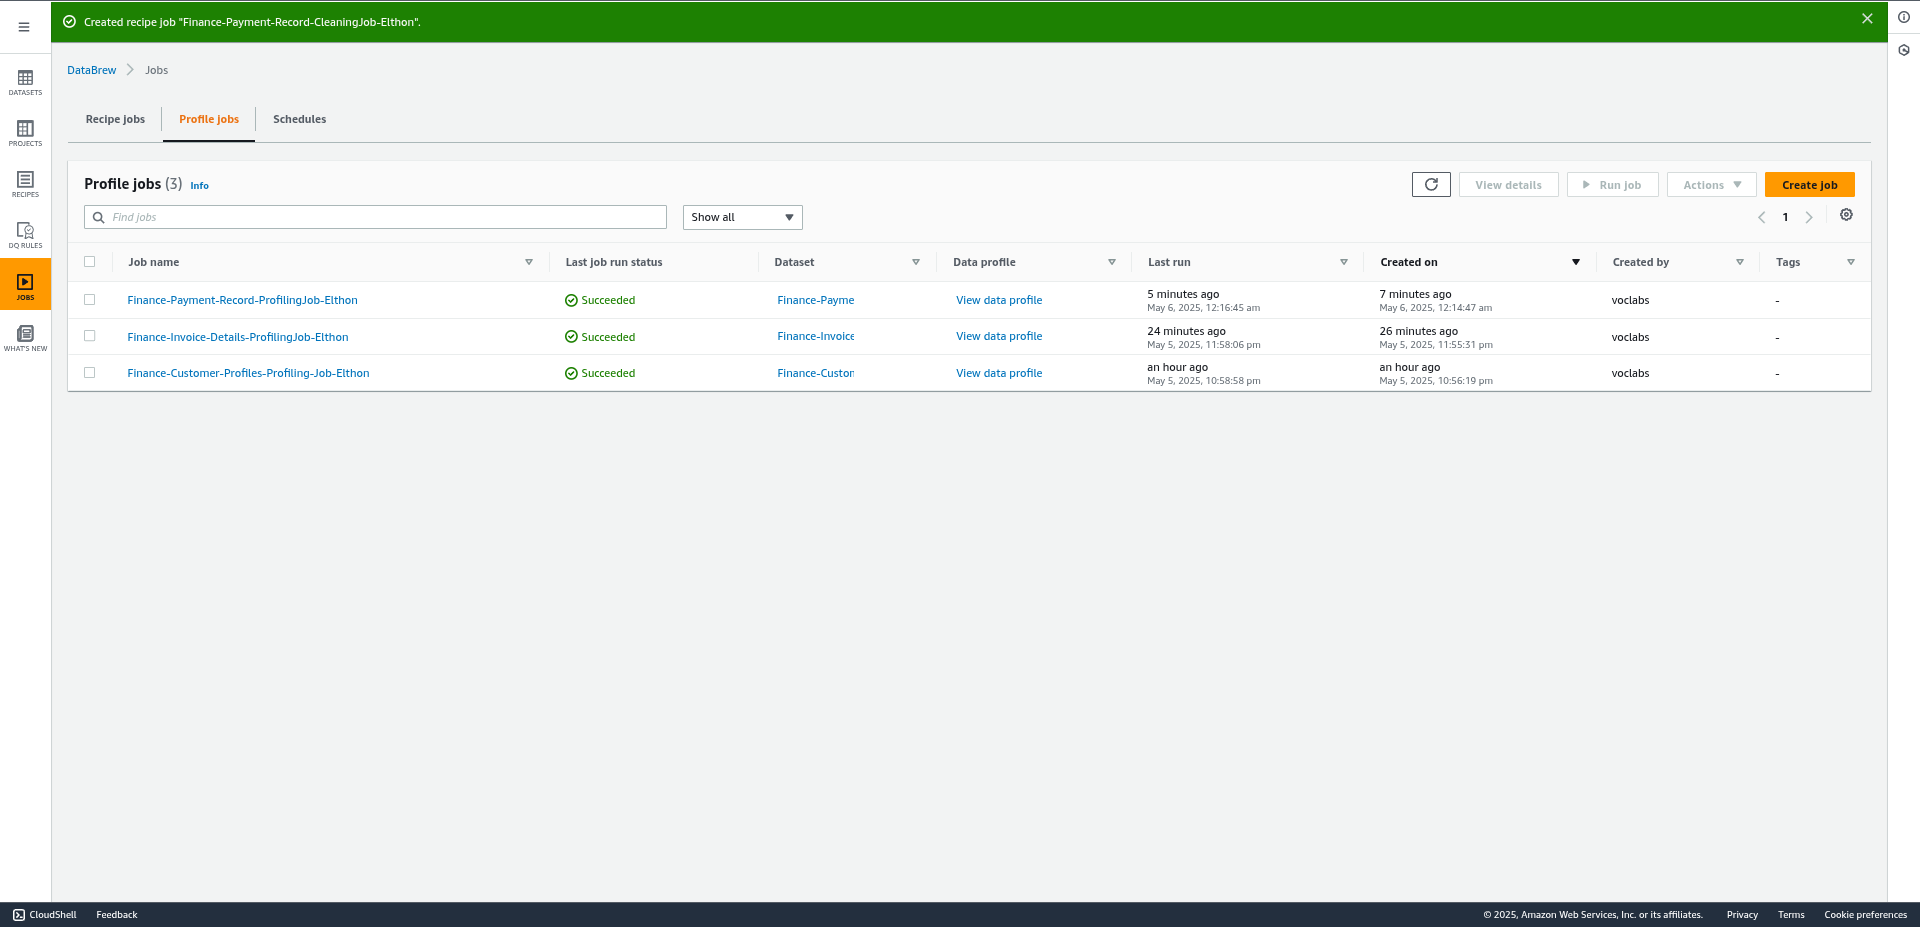 Created recipe job "Finance-Payment-Record-CleaningJob-Elthon".
DATASETS
PROJECTS
RECIPES
DQ RULES
JOBS
WHAT'S NEW
DataBrew Jobs
Recipe jobs Profile jobs Schedules
Profile jobs (3) Info
View details Run job Actions Create job
Find jobs Show all 1
Job name Last job run status Dataset Data profile Last run Created on Created by Tags
Finance-Payment-Record-ProfilingJob-Elthon Succeeded Finance-Payme View data profile 5 minutes ago 7 minutes ago voclabs -
May 6, 2025, 12:16:45 am May 6, 2025, 12:14:47 am
Finance-Invoice-Details-ProfilingJob-Elthon Succeeded Finance-Invoice View data profile 24 minutes ago 26 minutes ago voclabs -
May 5, 2025, 11:58:06 pm May 5, 2025, 11:55:31 pm
Finance-Customer-Profiles-Profiling-Job-Elthon Succeeded Finance-Custon View data profile an hour ago an hour ago voclabs -
May 5, 2025, 10:58:58 pm May 5, 2025, 10:56:19 pm
CloudShell Feedback © 2025, Amazon Web Services, Inc. or its affiliates. Privacy Terms Cookie preferences